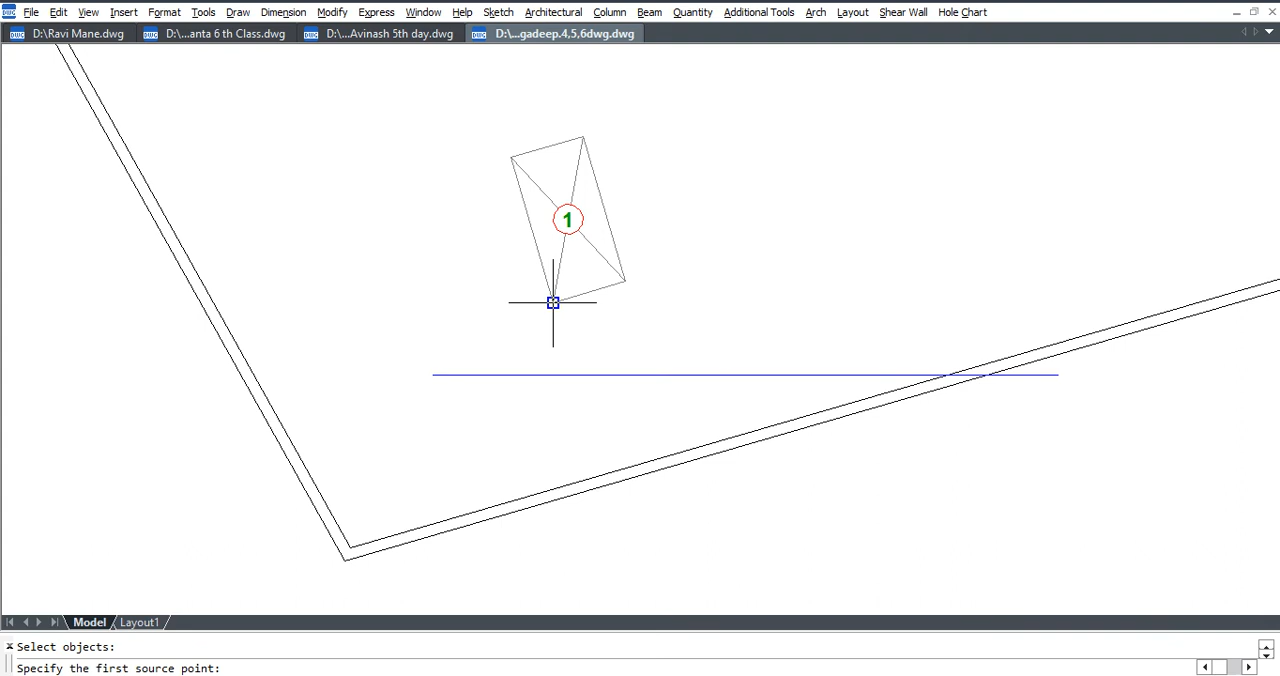 File Edit View Insert Format Tools Draw Dimension Modify Express Window Help Sketch Architectural Column Beam Quantity Additional Tools Arch Layout Shear Wall Hole Chart
D:\Ravi Mane.dwg D:\...anta 6 th Class.dwg D:\...Avinash 5th day.dwg D:\...gadeep.4,5,6dwg.dwg
1
Model Layout1
Select objects:
Specify the first source point: